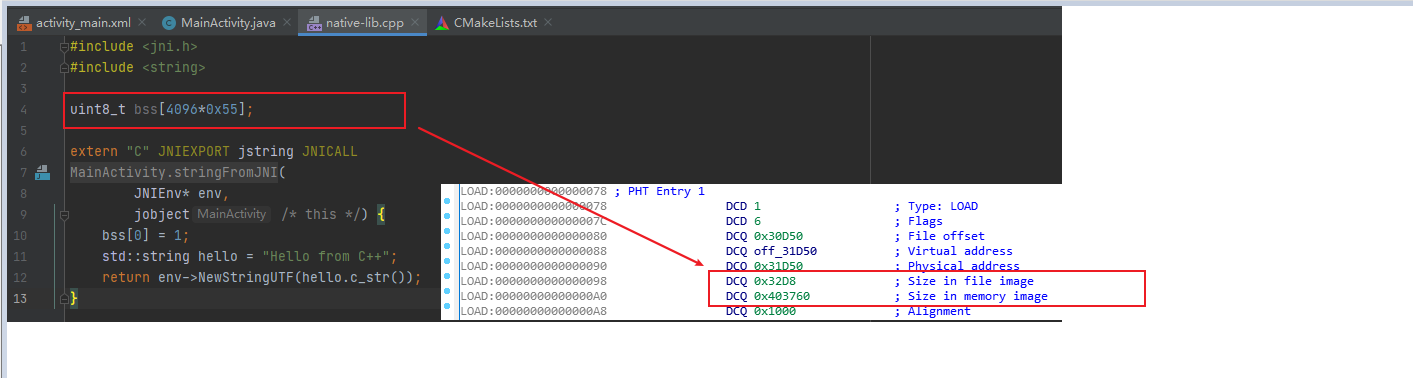 activity_main.xml MainActivity.java native-lib.cpp CMakeLists.txt
1 #include <jni.h>
2 #include <string>
3
4 uint8_t bss[4096*0x55];
5
6 extern "C" JNIEXPORT jstring JNICALL
7 MainActivity.stringFromJNI(
8 JNIEnv* env,
9 jobject MainActivity /* this */) {
10 bss[0] = 1;
11 std::string hello = "Hello from C++";
12 return env->NewStringUTF(hello.c_str());
13 }
LOAD:0000000000000078 ; PHT Entry 1
LOAD:0000000000000078 DCD 1 ; Type: LOAD
LOAD:000000000000007C DCD 6 ; Flags
LOAD:0000000000000080 DCQ 0x30D50 ; File offset
LOAD:0000000000000088 DCQ off_31D50 ; Virtual address
LOAD:0000000000000090 DCQ 0x31D50 ; Physical address
LOAD:0000000000000098 DCQ 0x32D8 ; Size in file image
LOAD:00000000000000A0 DCQ 0x403760 ; Size in memory image
LOAD:00000000000000A8 DCQ 0x1000 ; Alignment